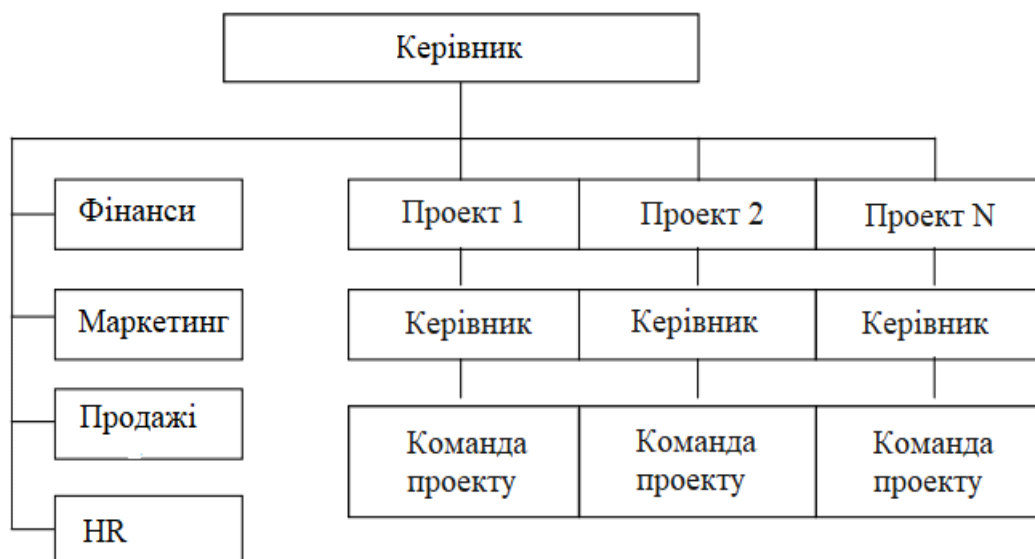 Керівник
Фінанси
Проект 1
Проект 2
Проект N
Маркетинг
Керівник
Керівник
Керівник
Продажі
Команда
проекту
Команда
проекту
Команда
проекту
HR